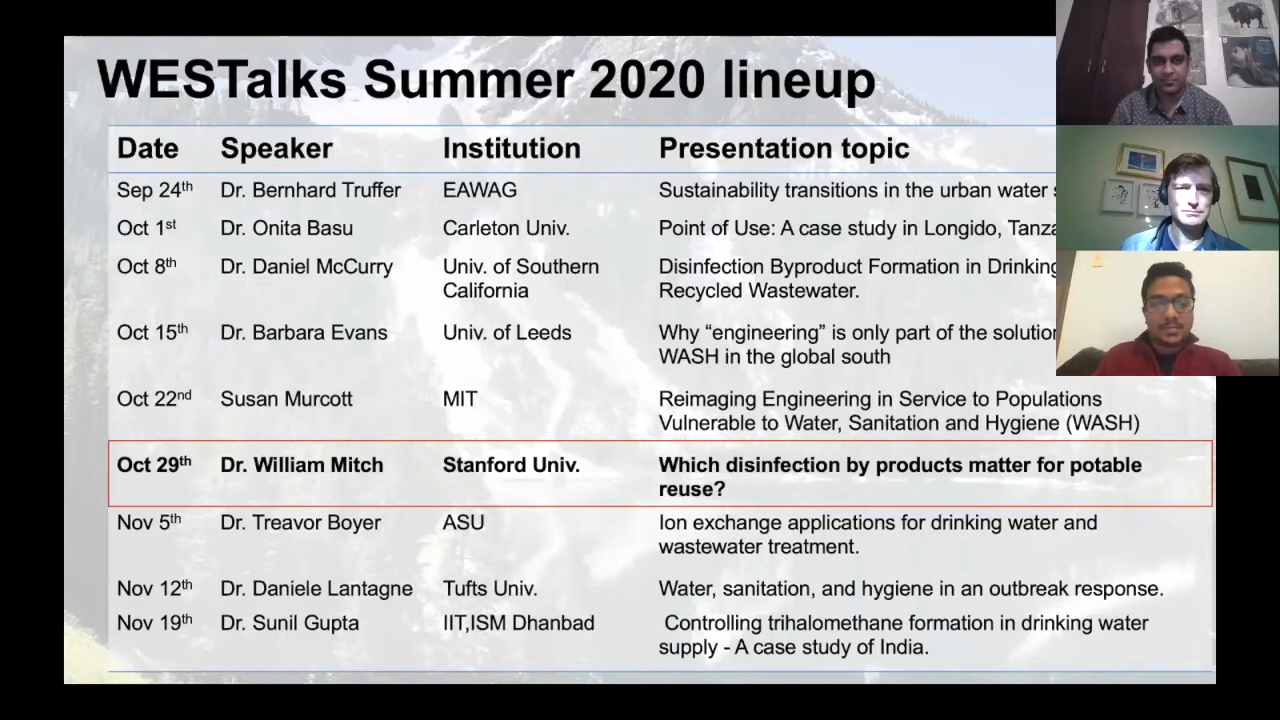 WESTalks Summer 2020 lineup
Date Speaker Institution Presentation topic
Sep 24th Dr. Bernhard Truffer EAWAG Sustainability transitions in the urban water
Oct 1st Dr. Onita Basu Carleton Univ. Point of Use: A case study in Longido,
Oct 8th Dr. Daniel McCurry Univ. of Southern Disinfection Byproduct Formation in Drinking
California Recycled Wastewater.
Oct 15th Dr. Barbara Evans Univ. of Leeds Why “engineering” is only part of the
WASH in the global south
Oct 22nd Susan Murcott MIT Reimaging Engineering in Service to Populations
Vulnerable to Water, Sanitation and Hygiene (WASH)
Oct 29th Dr. William Mitch Stanford Univ. Which disinfection by products matter for potable
reuse?
Nov 5th Dr. Treavor Boyer ASU Ion exchange applications for drinking water and
wastewater treatment.
Nov 12th Dr. Daniele Lantagne Tufts Univ. Water, sanitation, and hygiene in an outbreak response.
Nov 19th Dr. Sunil Gupta IIT,ISM Dhanbad Controlling trihalomethane formation in drinking water
supply - A case study of India.